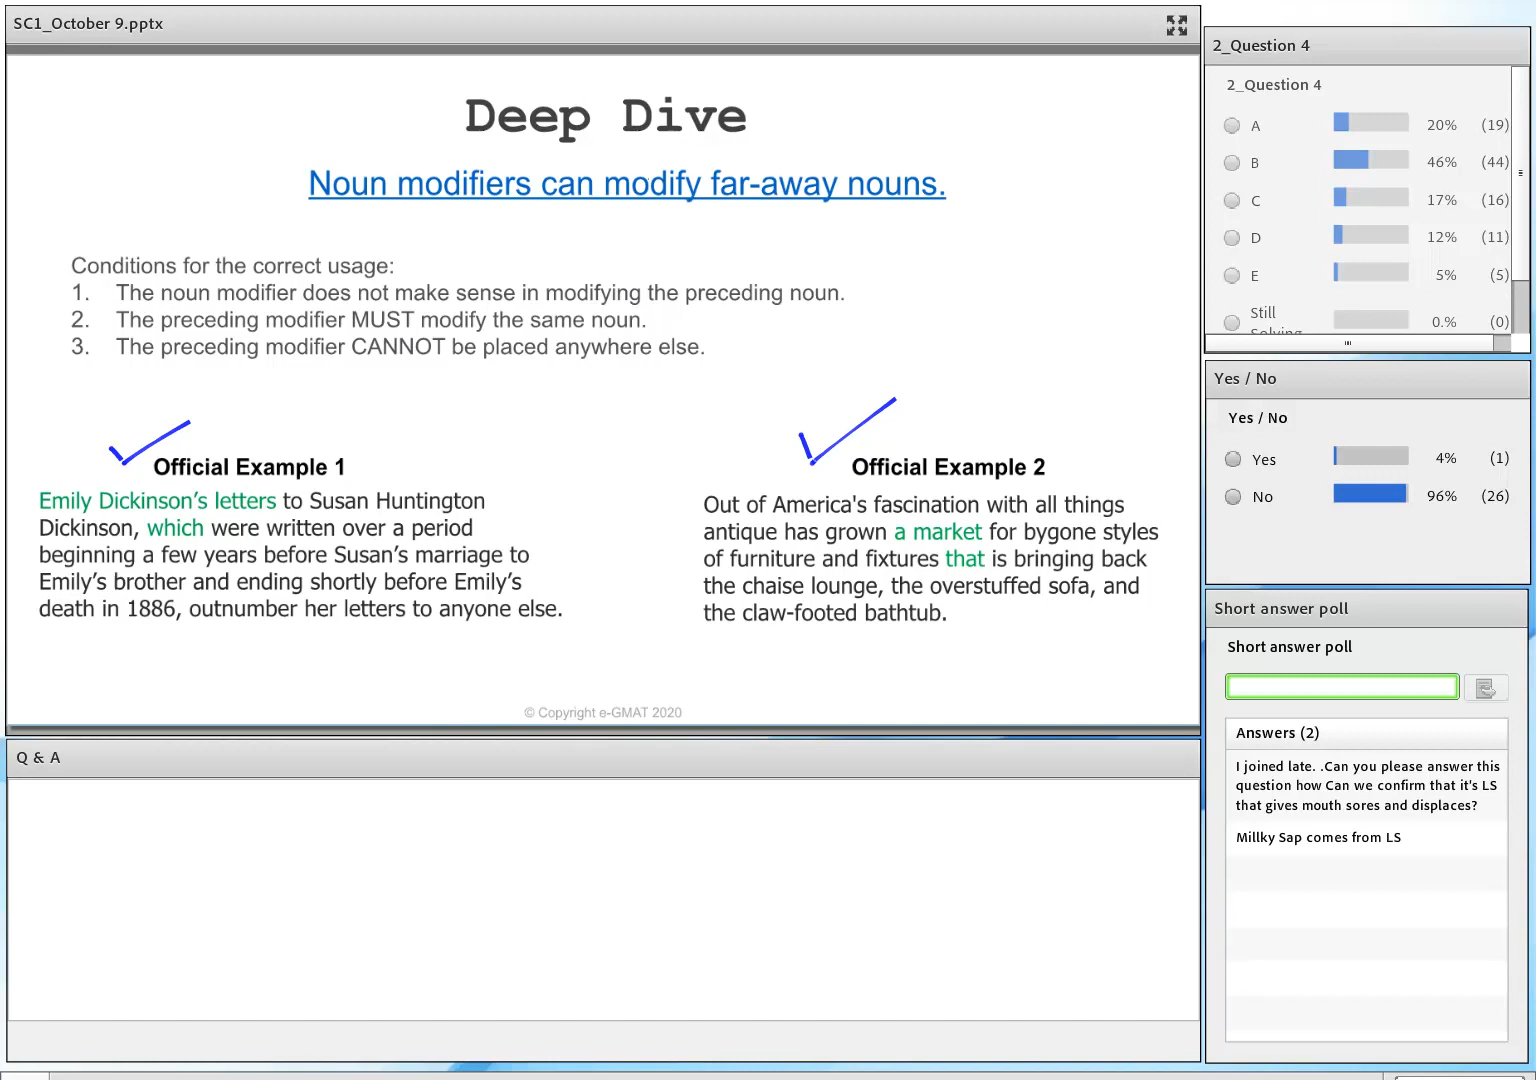 SC1_October 9.pptx
Deep Dive
Noun modifiers can modify far-away nouns.
Conditions for the correct usage:
1. The noun modifier does not make sense in modifying the preceding noun.
2. The preceding modifier MUST modify the same noun.
3. The preceding modifier CANNOT be placed anywhere else.
Official Example 1
Emily Dickinson's letters to Susan Huntington
Dickinson, which were written over a period
beginning a few years before Susan's marriage to
Emily's brother and ending shortly before Emily's
death in 1886, outnumber her letters to anyone else.
Official Example 2
Out of America's fascination with all things
antique has grown a market for bygone styles
of furniture and fixtures that is bringing back
the chaise lounge, the overstuffed sofa, and
the claw-footed bathtub.
© Copyright e-GMAT 2020
Q & A
2_Question 4
2_Question 4
A 20% (19)
B 46% (44)
C 17% (16)
D 12% (11)
E 5% (5)
Still
Solving 0.% (0)
Yes / No
Yes / No
Yes 4% (1)
No 96% (26)
Short answer poll
Short answer poll
Answers (2)
I joined late. .Can you please answer this
question how Can we confirm that it's LS
that gives mouth sores and displaces?
Millky Sap comes from LS